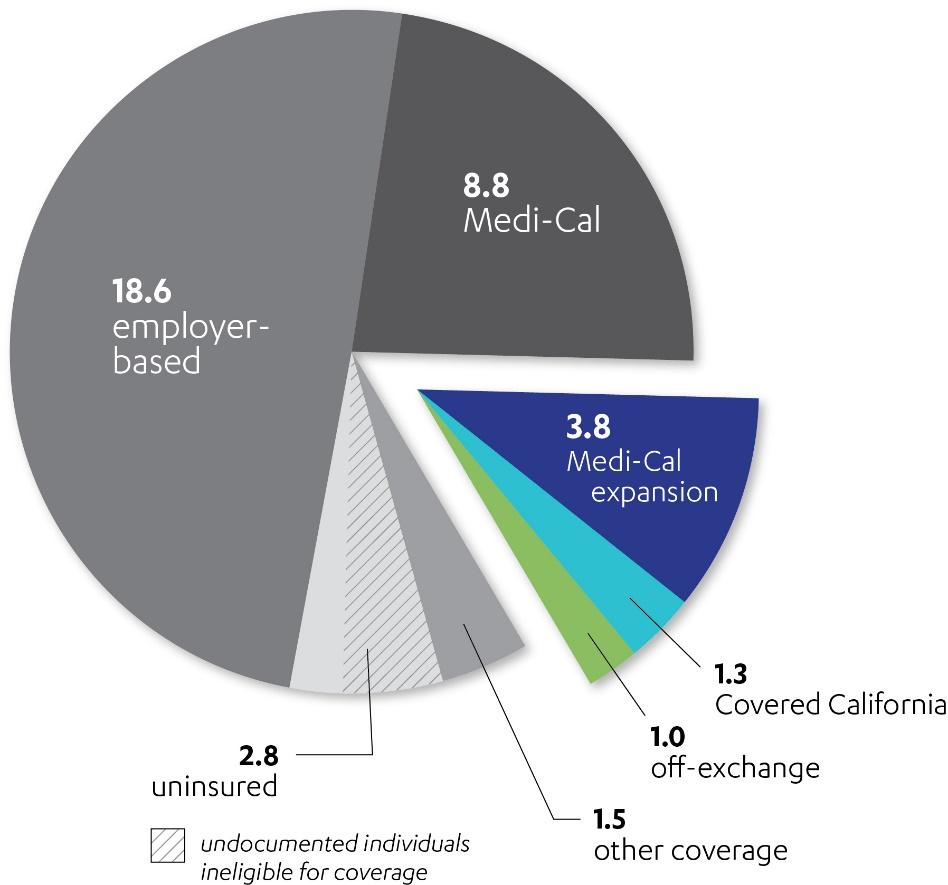 8.8
Medi-Cal
18.6
employer-
based
3.8
Medi-Cal
expansion
1.3
Covered California
1.0
off-exchange
2.8
uninsured
1.5
other coverage
undocumented individuals
ineligible for coverage